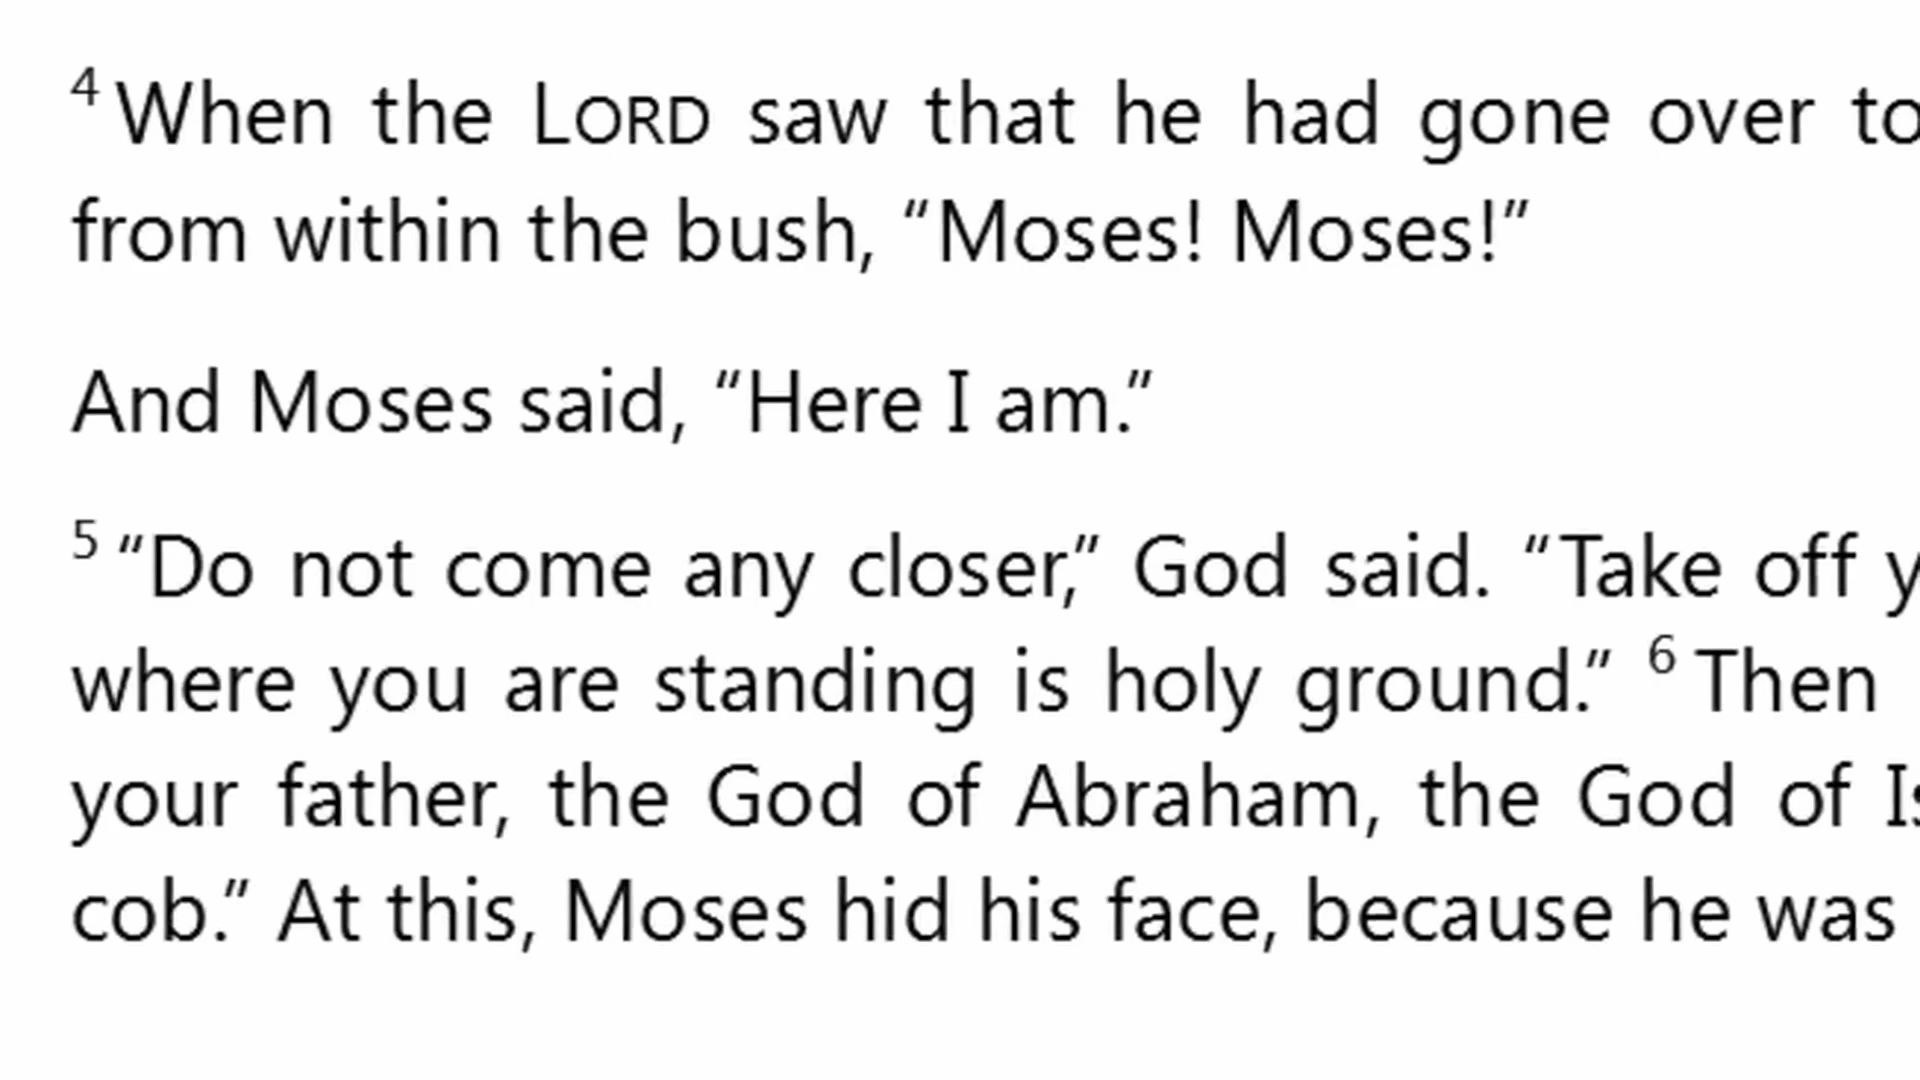 4 When the LORD saw that he had gone over to
from within the bush, “Moses! Moses!”
And Moses said, “Here I am.”
5 “Do not come any closer,” God said. “Take off y
where you are standing is holy ground.” 6 Then
your father, the God of Abraham, the God of Is
cob.” At this, Moses hid his face, because he was